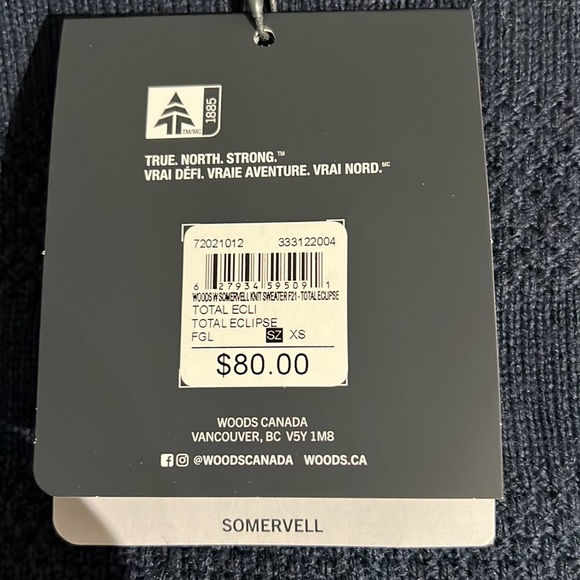 TM/MC
1885
TRUE. NORTH. STRONG.™
VRAI DÉFI. VRAIE AVENTURE. VRAI NORD.MC
72021012 333122004
6 27934 59509 1
WOODS W SOMERVELL KNIT SWEATER F21 - TOTAL ECLIPSE
TOTAL ECLI
TOTAL ECLIPSE
FGL SZ XS
$80.00
WOODS CANADA
VANCOUVER, BC V5Y 1M8
@WOODSCANADA WOODS.CA
SOMERVELL